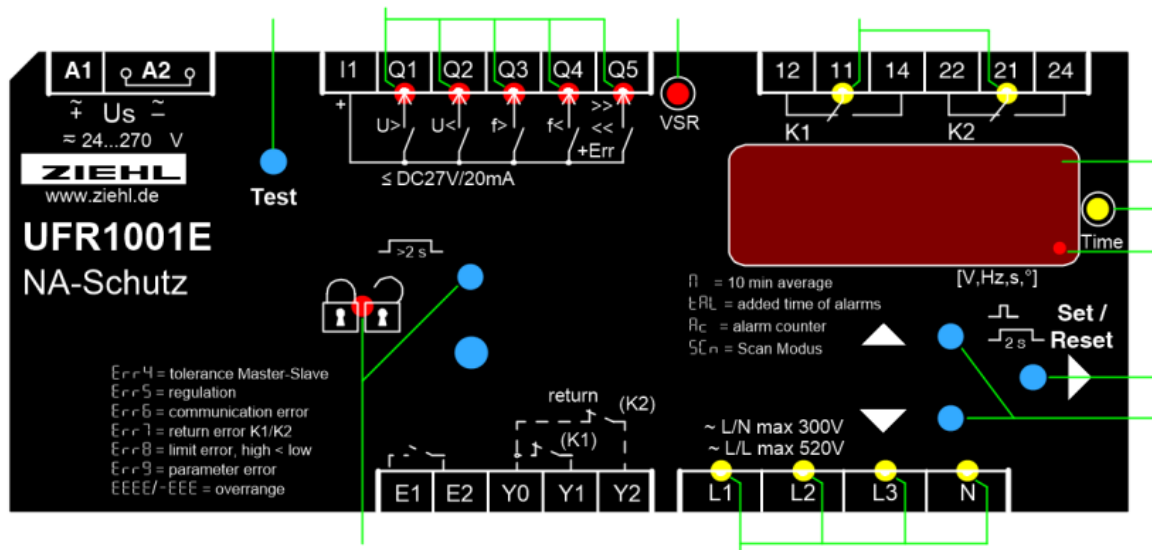 A1 A2
I1 Q1 Q2 Q3 Q4 Q5
12 11 14 22 21 24
~ + Us ~ −
≂ 24...270 V
+
U> U< f> f< >>
<<
+Err
VSR
K1 K2
ZIEHL
www.ziehl.de
Test
≤ DC27V/20mA
UFR1001E
NA-Schutz
>2 s
Time
[V,Hz,s,°]
n = 10 min average
tAL = added time of alarms
Ac = alarm counter
SCn = Scan Modus
Set /
2 s Reset
Err4 = tolerance Master-Slave
Err5 = regulation
Err6 = communication error
Err7 = return error K1/K2
Err8 = limit error, high < low
Err9 = parameter error
EEEE/-EEE = overrange
return (K2)
(K1)
~ L/N max 300V
~ L/L max 520V
E1 E2 Y0 Y1 Y2
L1 L2 L3 N